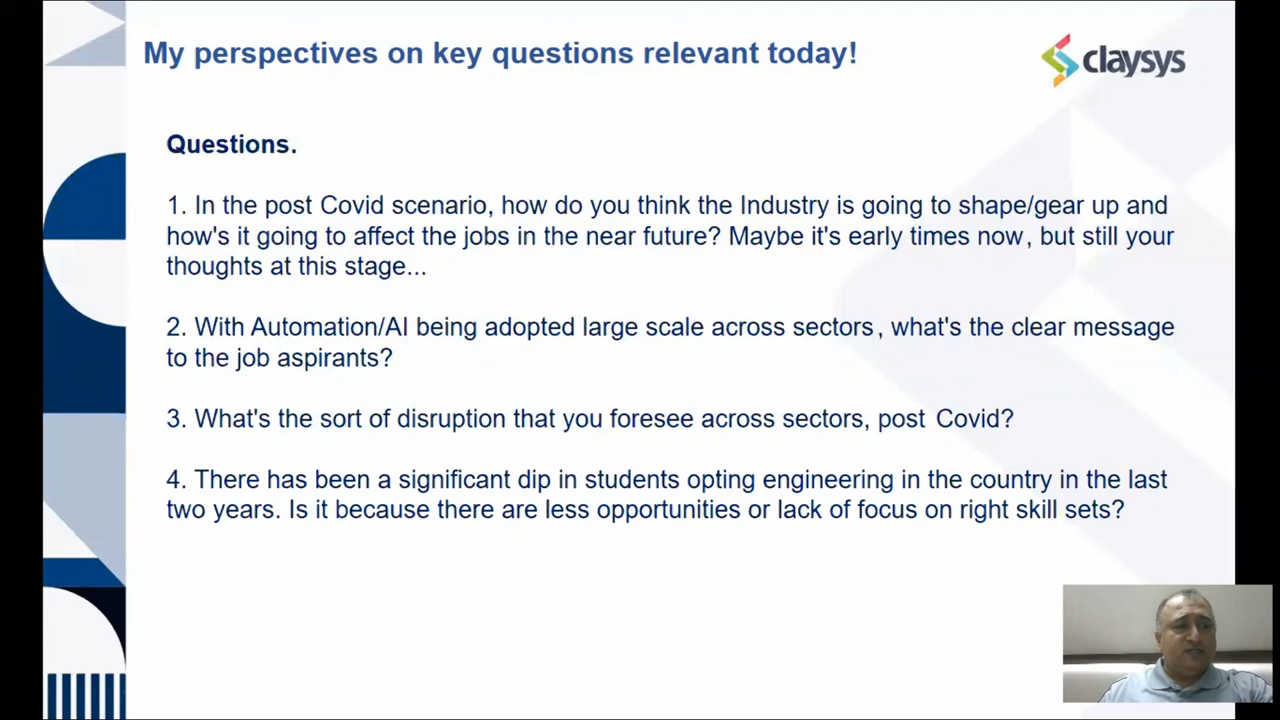 My perspectives on key questions relevant today!
claysys
Questions.
1. In the post Covid scenario, how do you think the Industry is going to shape/gear up and
how's it going to affect the jobs in the near future? Maybe it's early times now, but still your
thoughts at this stage...
2. With Automation/AI being adopted large scale across sectors, what's the clear message
to the job aspirants?
3. What's the sort of disruption that you foresee across sectors, post Covid?
4. There has been a significant dip in students opting engineering in the country in the last
two years. Is it because there are less opportunities or lack of focus on right skill sets?